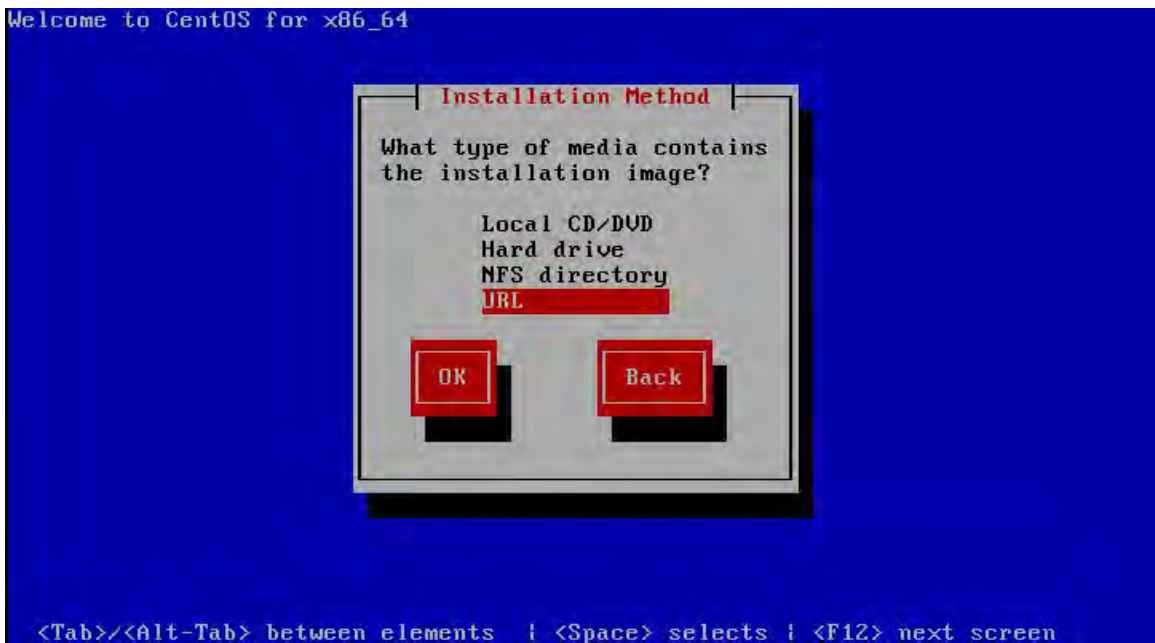 Welcome to CentOS for x86_64
Installation Method
What type of media contains
the installation image?
Local CD/DVD
Hard drive
NFS directory
URL
OK Back
<Tab>/<Alt-Tab> between elements | <Space> selects | <F12> next screen